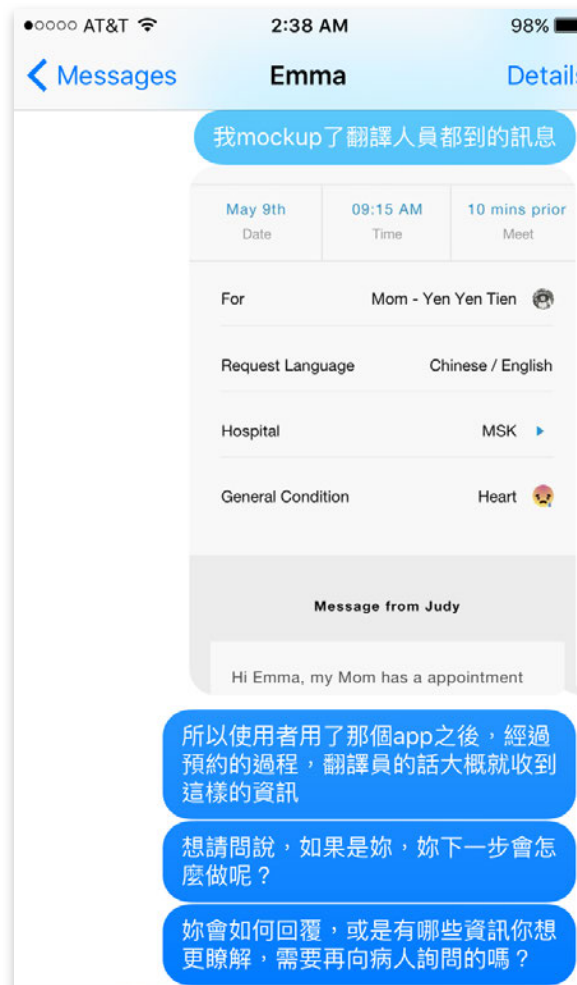 AT&T 2:38 AM 98%
Messages Emma Details
我mockup了翻譯人員都到的訊息
May 9th 09:15 AM 10 mins prior
Date Time Meet
For Mom - Yen Yen Tien
Request Language Chinese / English
Hospital MSK
General Condition Heart
Message from Judy
Hi Emma, my Mom has a appointment
所以使用者用了那個app之後，經過
預約的過程，翻譯員的話大概就收到
這樣的資訊
想請問說，如果是妳，妳下一步會怎
麼做呢？
妳會如何回覆，或是有哪些資訊你想
更瞭解，需要再向病人詢問的嗎？